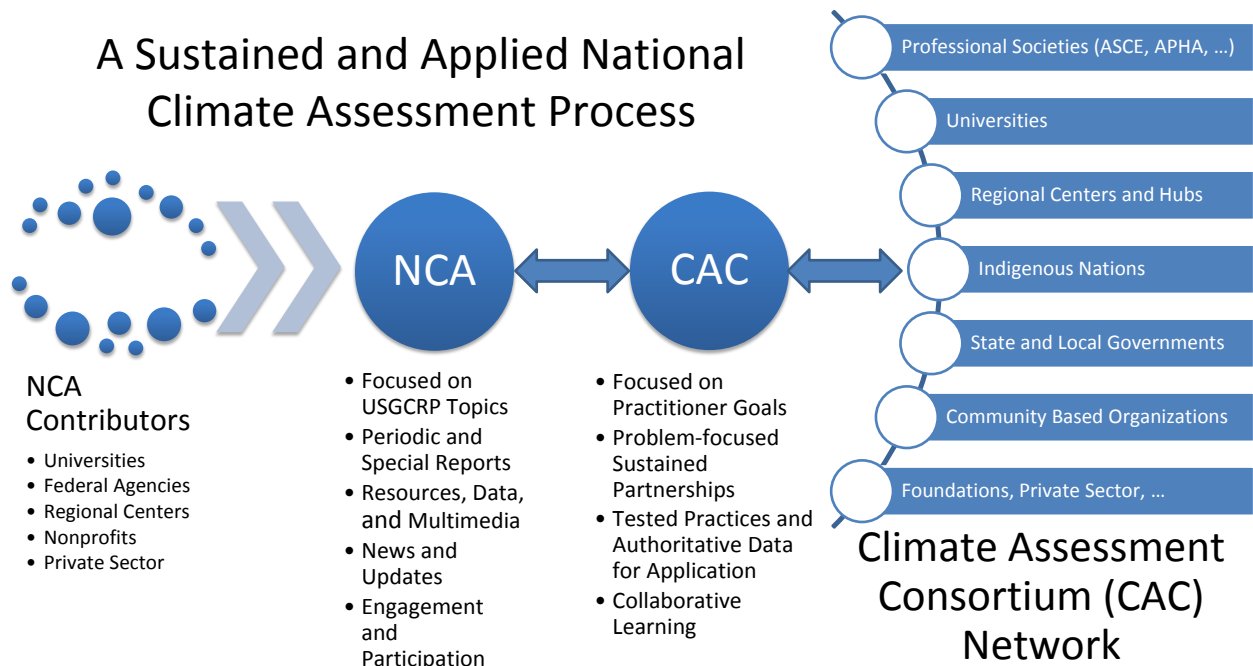 A Sustained and Applied National
Climate Assessment Process
NCA
Contributors
• Universities
• Federal Agencies
• Regional Centers
• Nonprofits
• Private Sector
NCA
• Focused on
USGCRP Topics
• Periodic and
Special Reports
• Resources, Data,
and Multimedia
• News and
Updates
• Engagement
and
Participation
CAC
• Focused on
Practitioner Goals
• Problem-focused
Sustained
Partnerships
• Tested Practices and
Authoritative Data
for Application
• Collaborative
Learning
Professional Societies (ASCE, APHA, …)
Universities
Regional Centers and Hubs
Indigenous Nations
State and Local Governments
Community Based Organizations
Foundations, Private Sector, …
Climate Assessment
Consortium (CAC)
Network